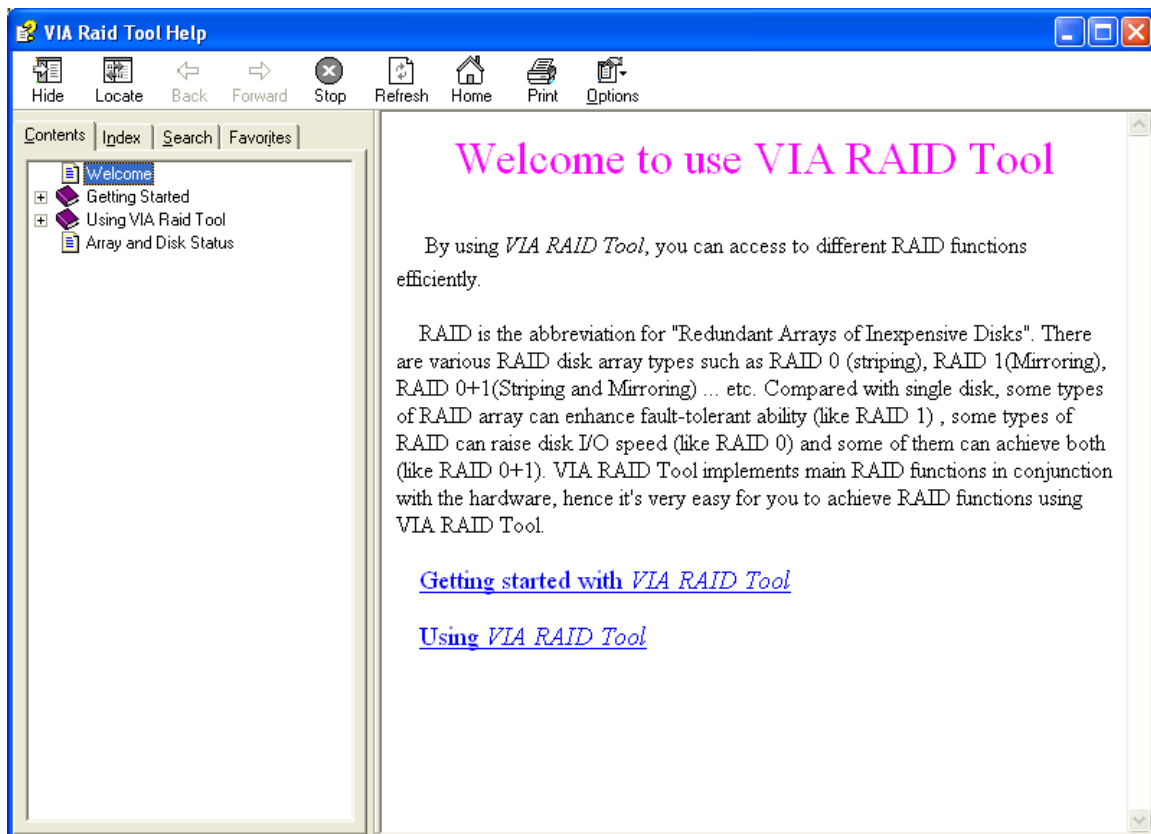 VIA Raid Tool Help
Hide Locate Back Forward Stop Refresh Home Print Options
Contents Index Search Favorites
Welcome
Getting Started
Using VIA Raid Tool
Array and Disk Status
Welcome to use VIA RAID Tool
By using VIA RAID Tool, you can access to different RAID functions
efficiently.
RAID is the abbreviation for "Redundant Arrays of Inexpensive Disks". There
are various RAID disk array types such as RAID 0 (striping), RAID 1(Mirroring),
RAID 0+1(Striping and Mirroring) ... etc. Compared with single disk, some types
of RAID array can enhance fault-tolerant ability (like RAID 1) , some types of
RAID can raise disk I/O speed (like RAID 0) and some of them can achieve both
(like RAID 0+1). VIA RAID Tool implements main RAID functions in conjunction
with the hardware, hence it's very easy for you to achieve RAID functions using
VIA RAID Tool.
Getting started with VIA RAID Tool
Using VIA RAID Tool